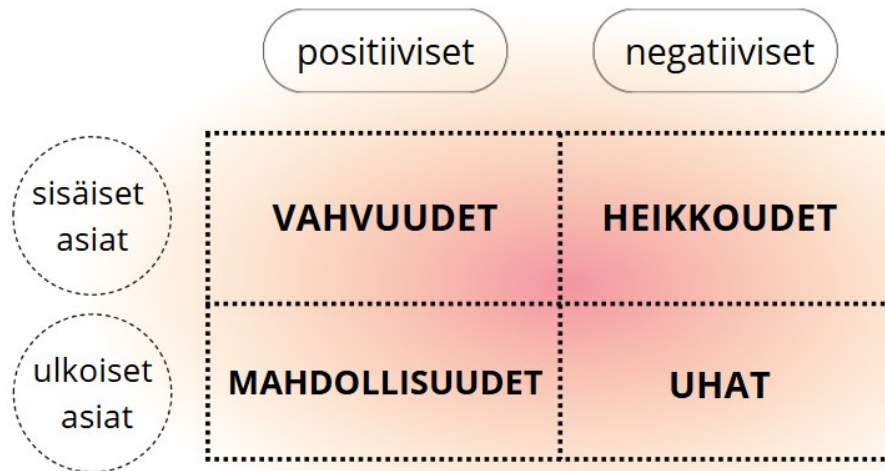 positiiviset
negatiiviset
sisäiset
asiat
VAHVUUDET
HEIKKOUDET
ulkoiset
asiat
MAHDOLLISUUDET
UHAT